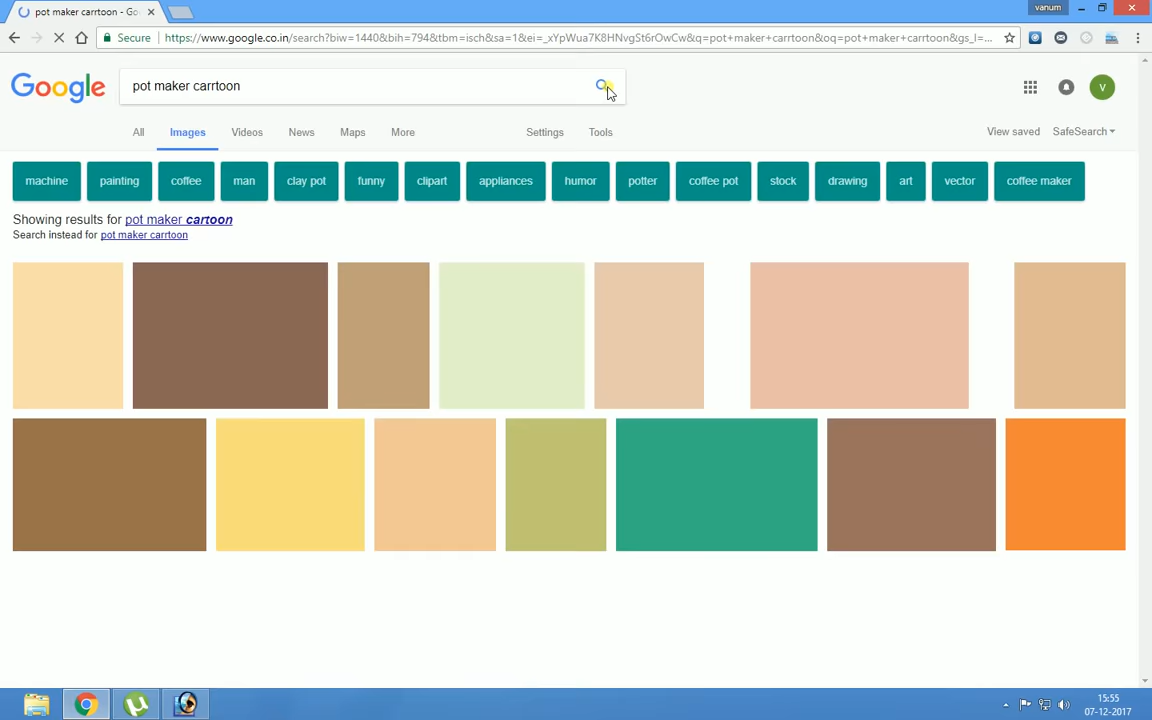 pot maker carrtoon - Go
vanum
Secure
https://www.google.co.in/search?biw=1440&bih=794&tbm=isch&sa=1&ei=_xYpWua7K8HNvgSt6rOwCw&q=pot+maker+carrtoon&oq=pot+maker+carrtoon&gs_l=...
Google
pot maker carrtoon
V
All Images Videos News Maps More Settings Tools View saved SafeSearch
machine painting coffee man clay pot funny clipart appliances humor potter coffee pot stock drawing art vector coffee maker
Showing results for pot maker cartoon
Search instead for pot maker carrtoon
15:55
07-12-2017